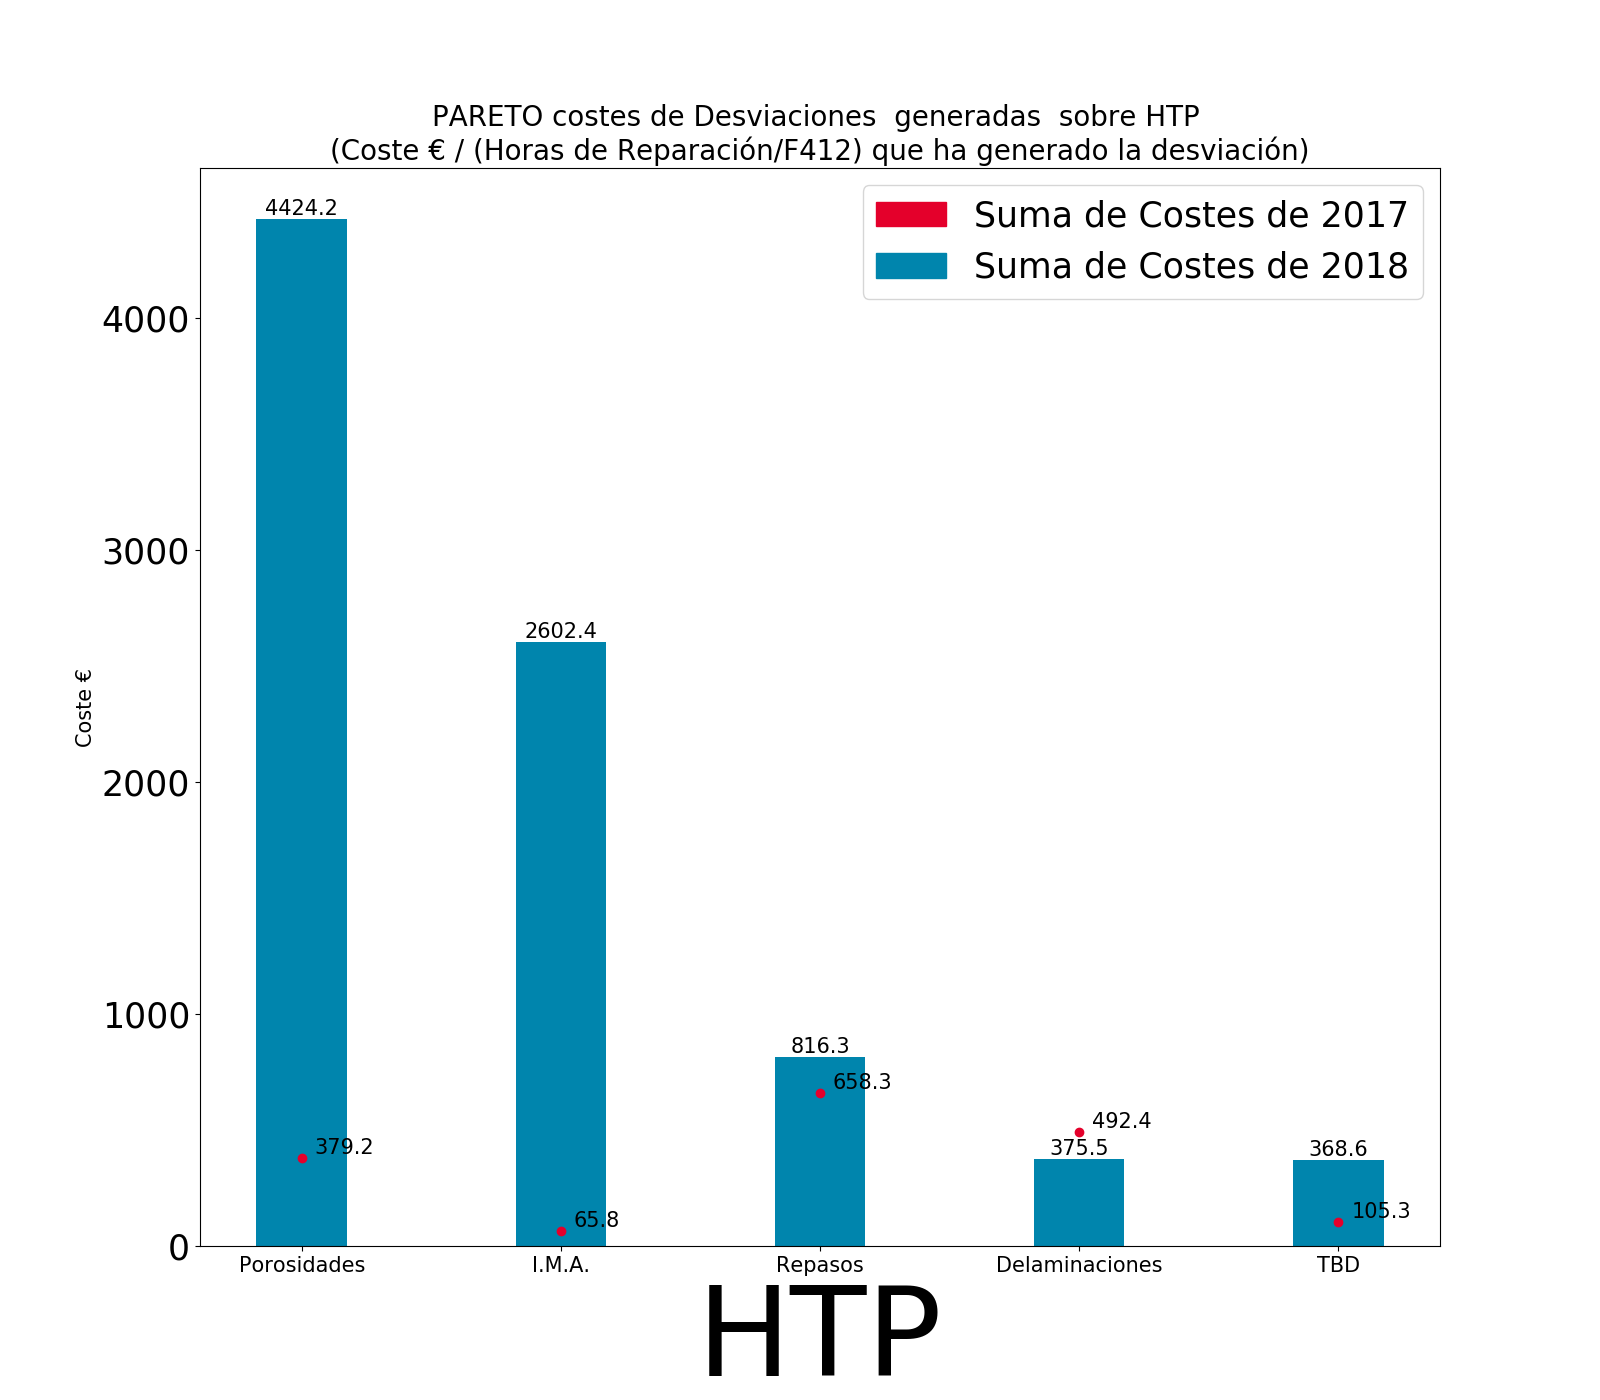 PARETO costes de Desviaciones  generadas  sobre HTP
(Coste € / (Horas de Reparación/F412) que ha generado la desviación)
Suma de Costes de 2017
Suma de Costes de 2018
4424.2
4000
3000
2602.4
Coste €
2000
1000
816.3
658.3
492.4
375.5
379.2
368.6
105.3
65.8
0
Porosidades I.M.A. Repasos Delaminaciones TBD
HTP